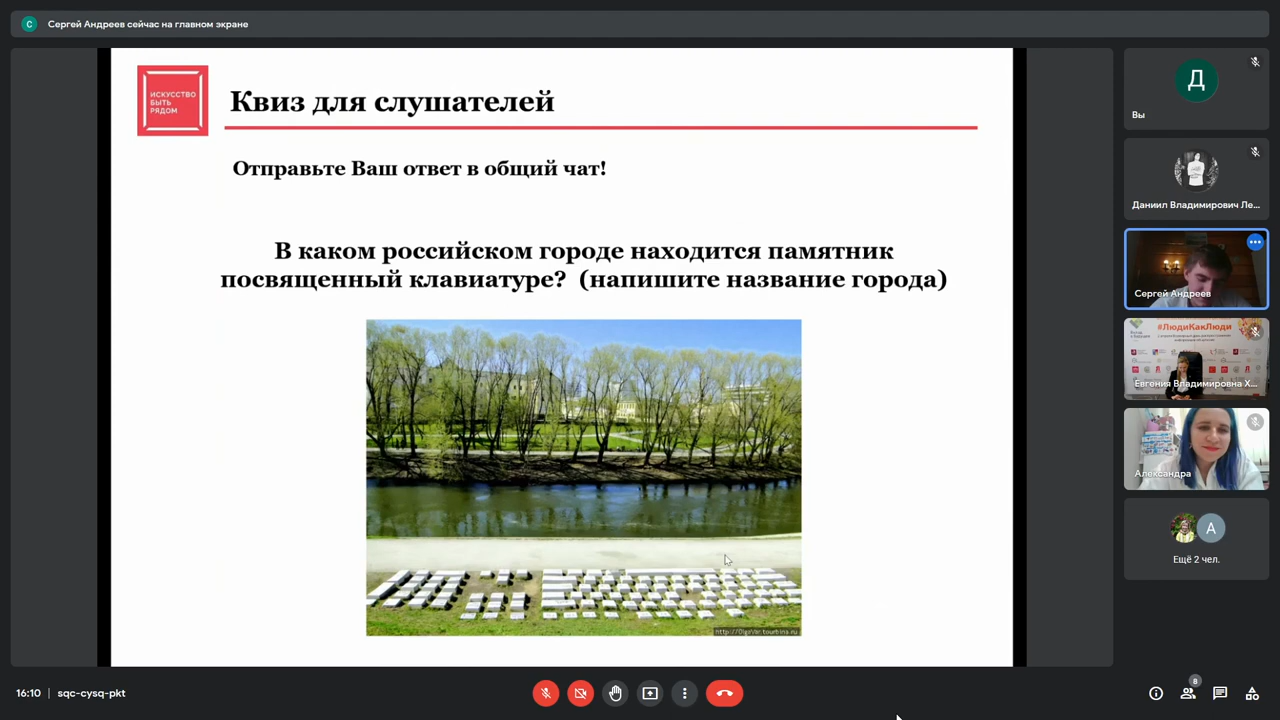 С
Сергей Андреев сейчас на главном экране
ИСКУССТВО
БЫТЬ
РЯДОМ
Квиз для слушателей
Отправьте Ваш ответ в общий чат!
В каком российском городе находится памятник
посвященный клавиатуре? (напишите название города)
Д
Вы
Даниил Владимирович Ле...
Сергей Андреев
#ЛюдиКакЛюди
Евгения Владимировна Х...
Александра
А
Ещё 2 чел.
16:10
sqc-cysq-pkt
8